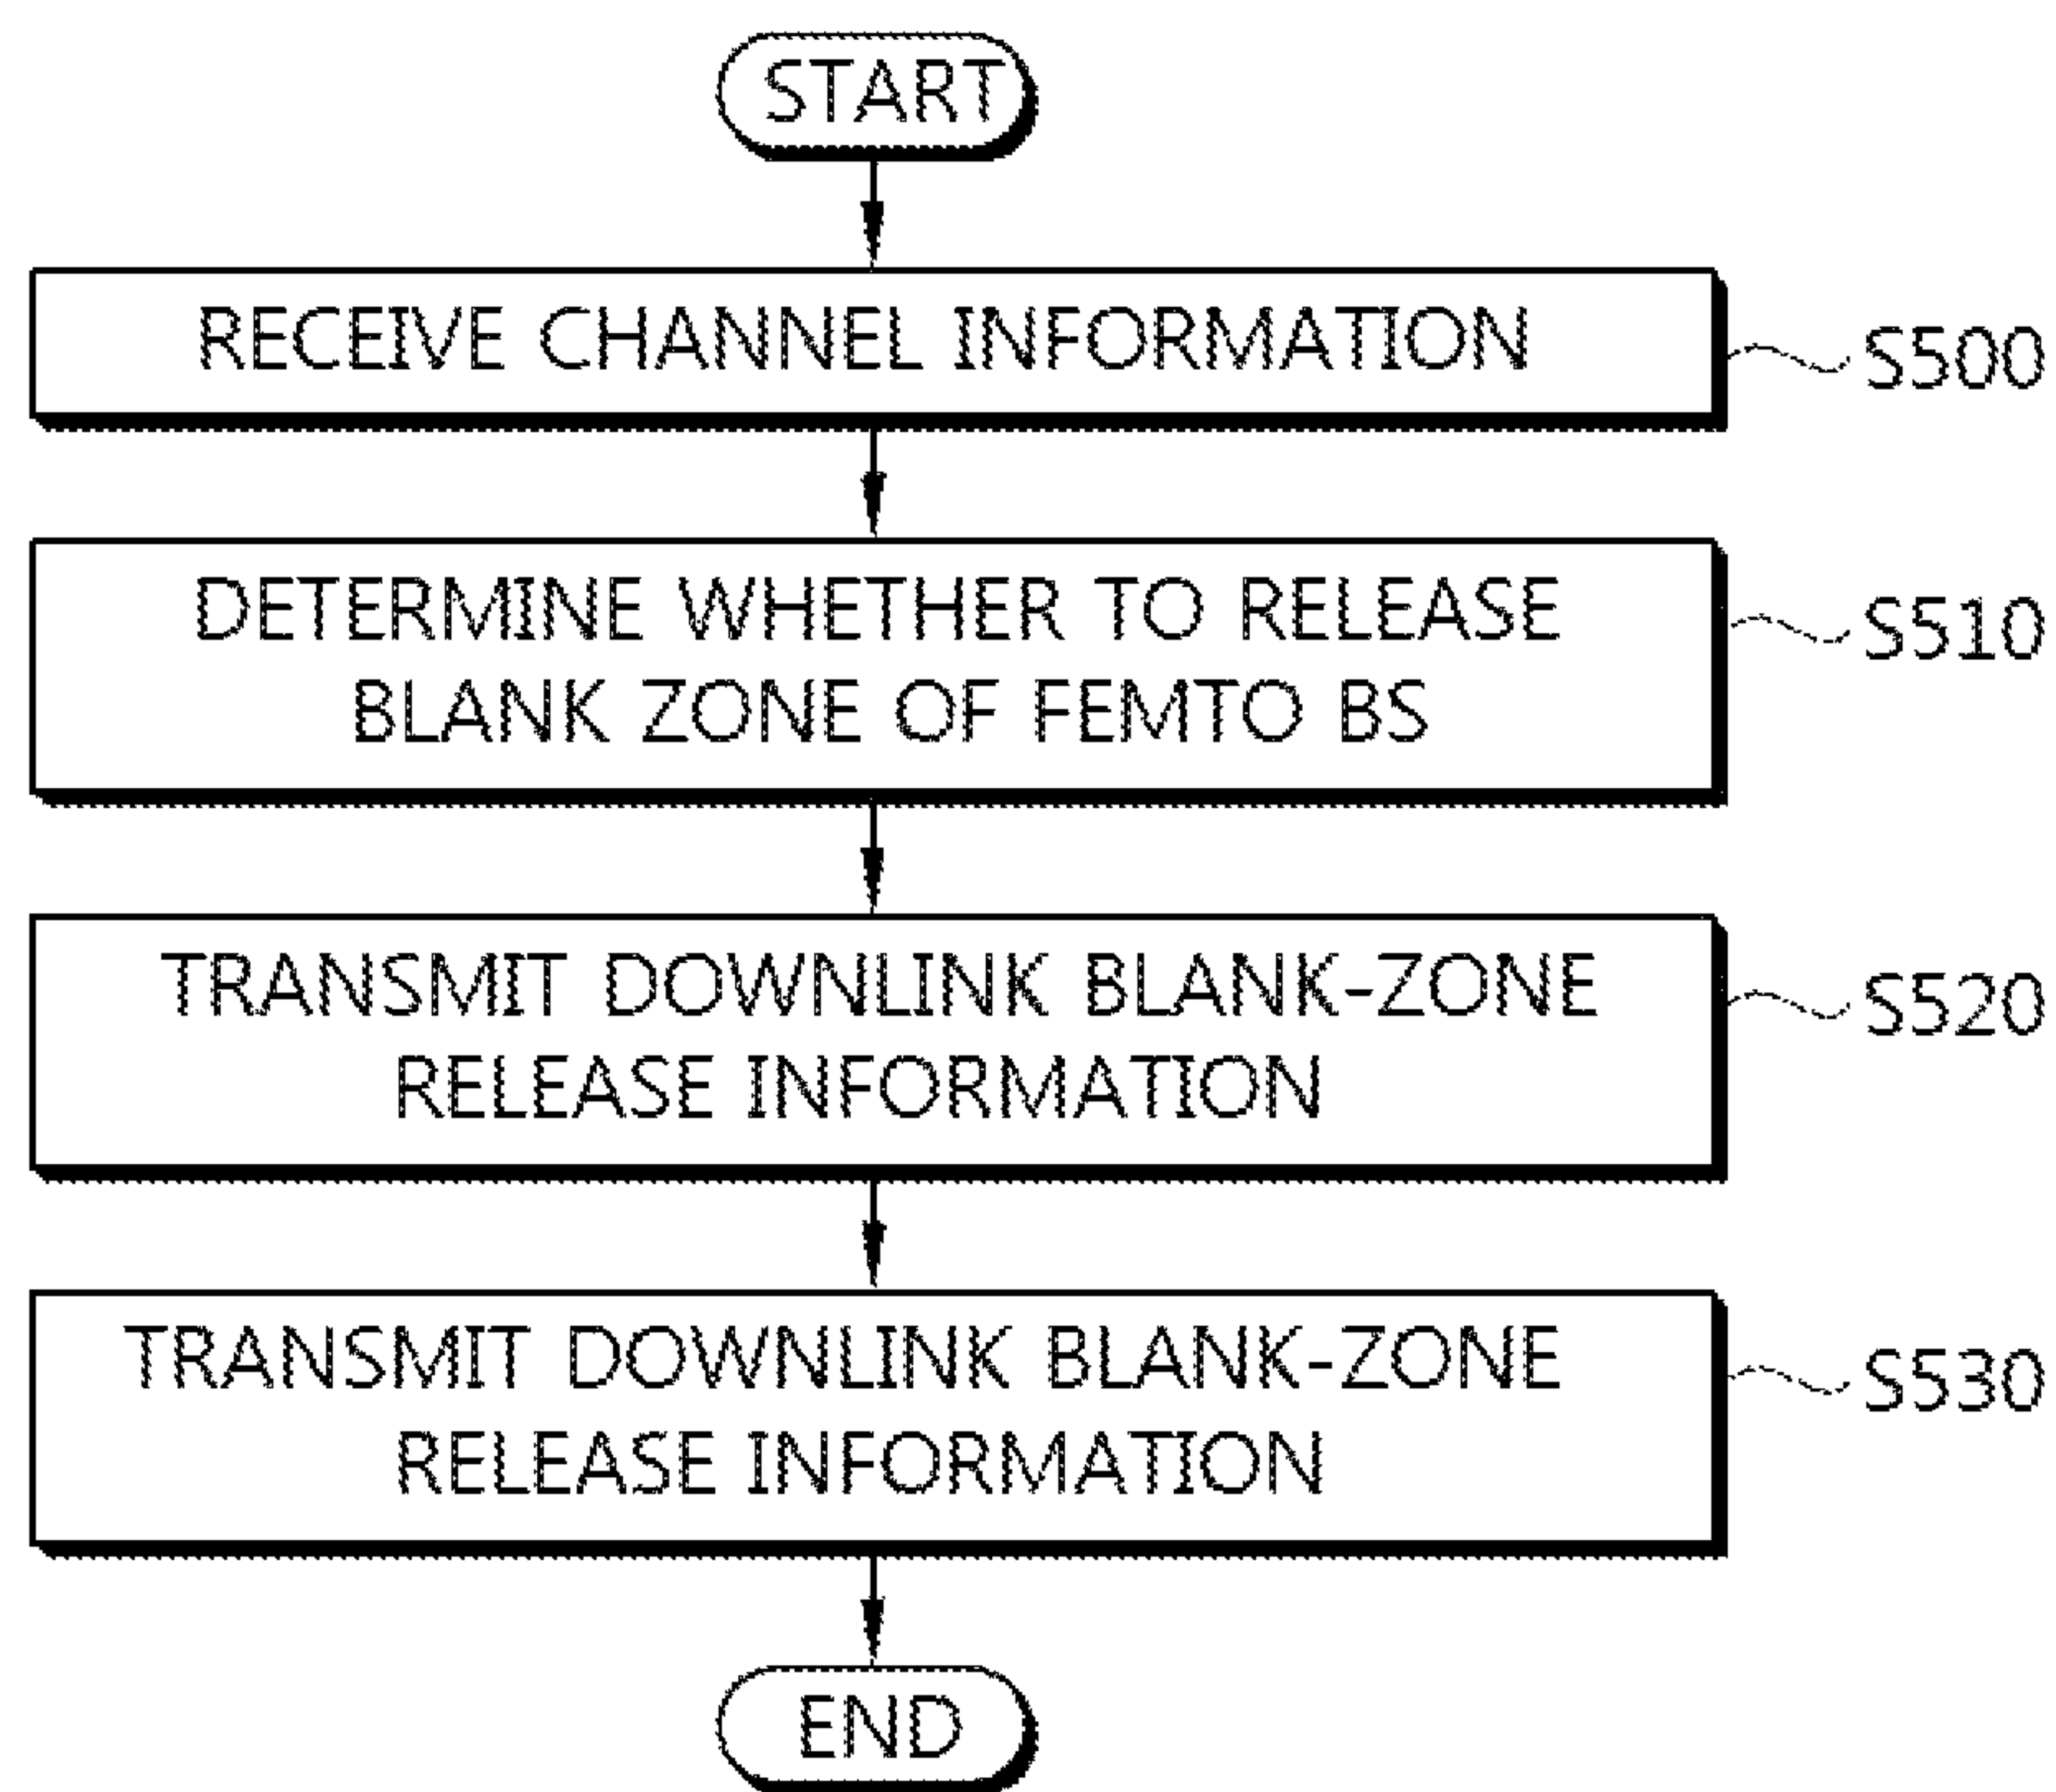 START
RECEIVE CHANNEL INFORMATION
S500
DETERMINE WHETHER TO RELEASE
BLANK ZONE OF FEMTO BS
S510
TRANSMIT DOWNLINK BLANK-ZONE
RELEASE INFORMATION
S520
TRANSMIT DOWNLINK BLANK-ZONE
RELEASE INFORMATION
S530
END